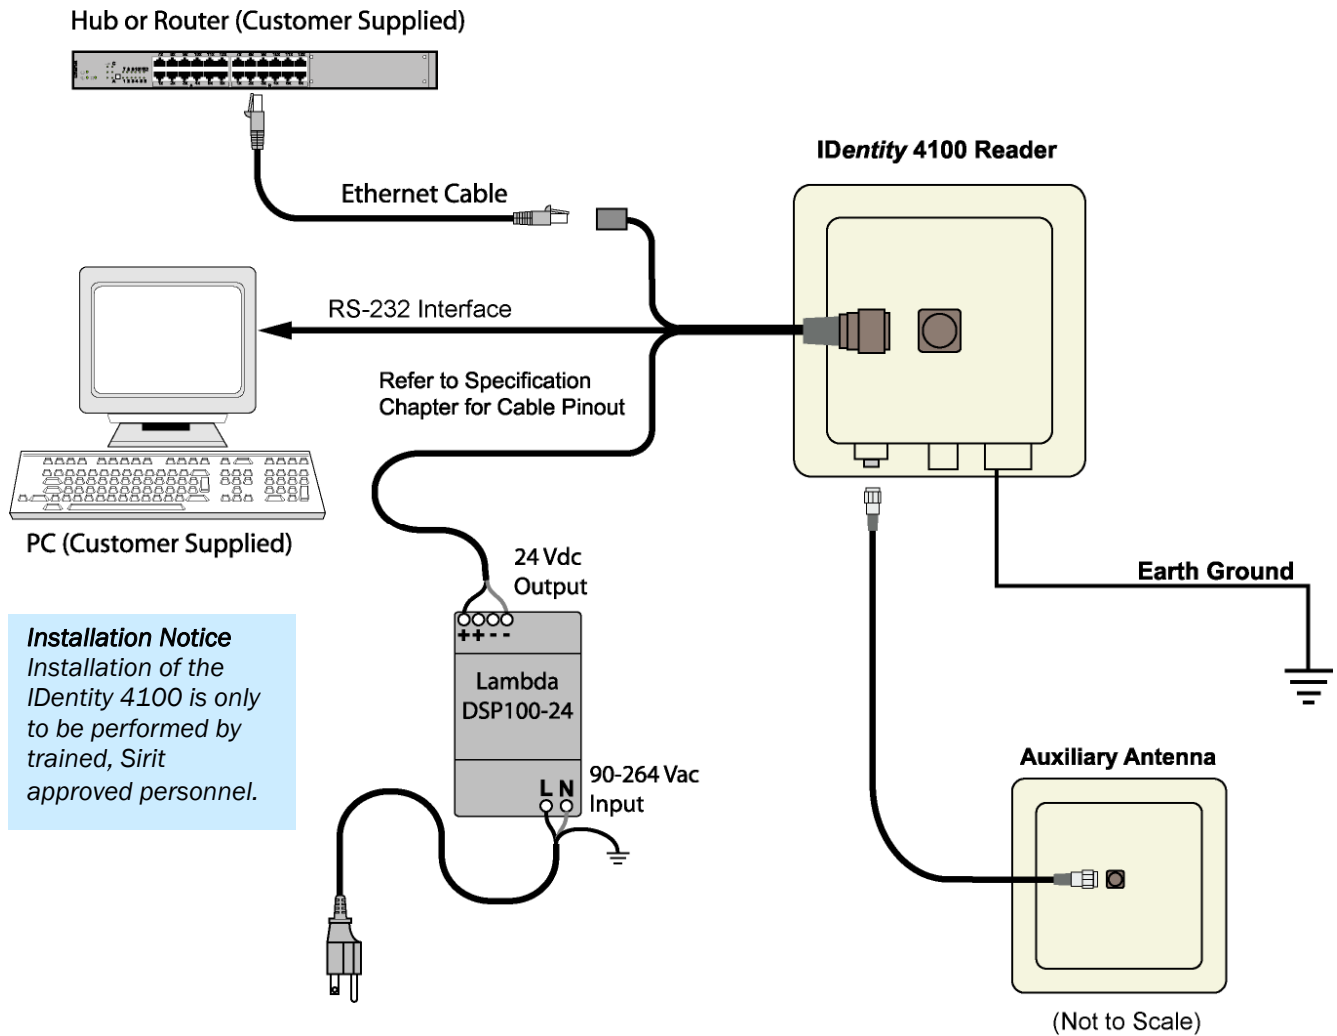 Hub or Router (Customer Supplied)
IDentity 4100 Reader
Ethernet Cable
RS-232 Interface
Refer to Specification
Chapter for Cable Pinout
PC (Customer Supplied)
24 Vdc
Output
Earth Ground
++--
Installation Notice
Installation of the
IDentity 4100 is only
to be performed by
trained, Sirit
approved personnel.
Lambda
DSP100-24
L N
90-264 Vac
Input
Auxiliary Antenna
(Not to Scale)